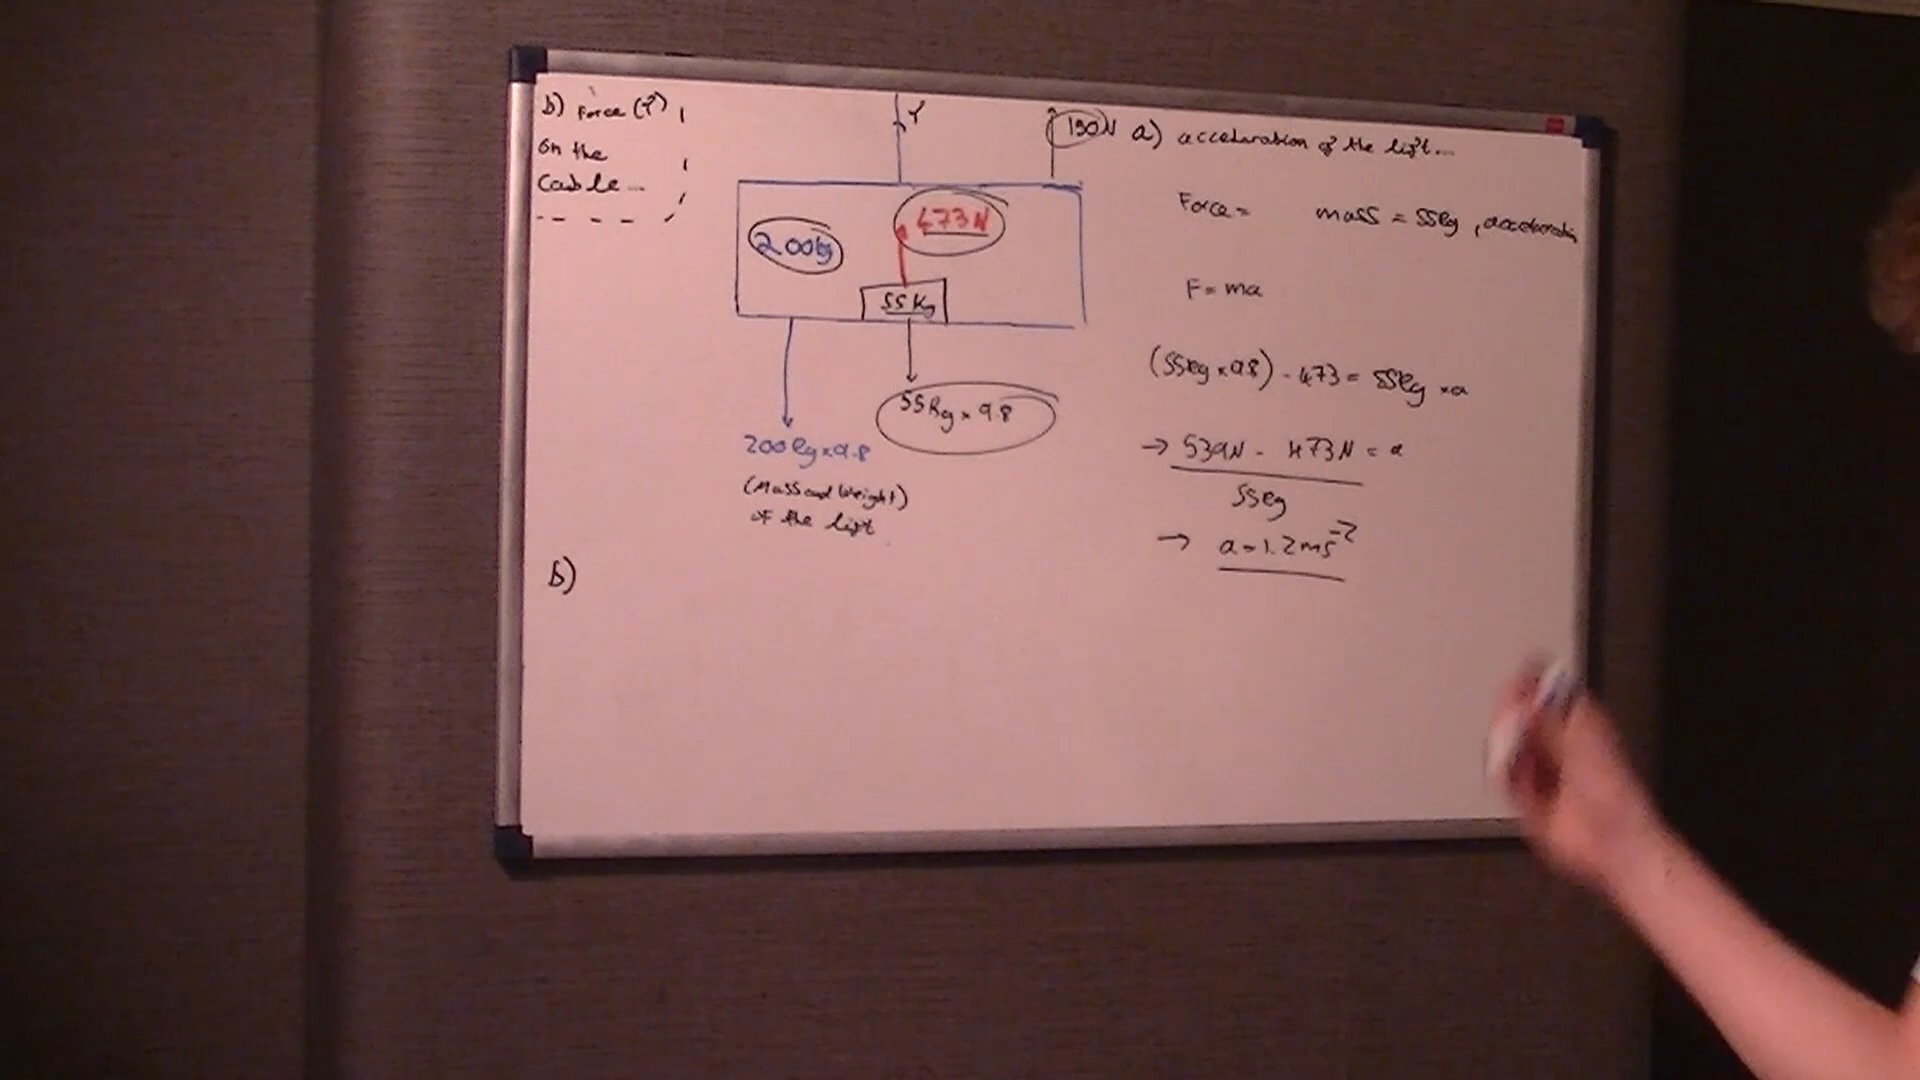 b) Force (T)
on the
Cable ...
T
150N
200kg
473N
55Kg
55Kg × 9.8
200kg × 9.8
(Mass and Weight)
of the lift
b)
a) acceleration of the lift ...
Force = mass = 55kg , acceleration
F = ma
(55kg × 9.8) - 473 = 55kg × a
→ 539N - 473N = a
55kg
→ a = 1.2ms⁻²